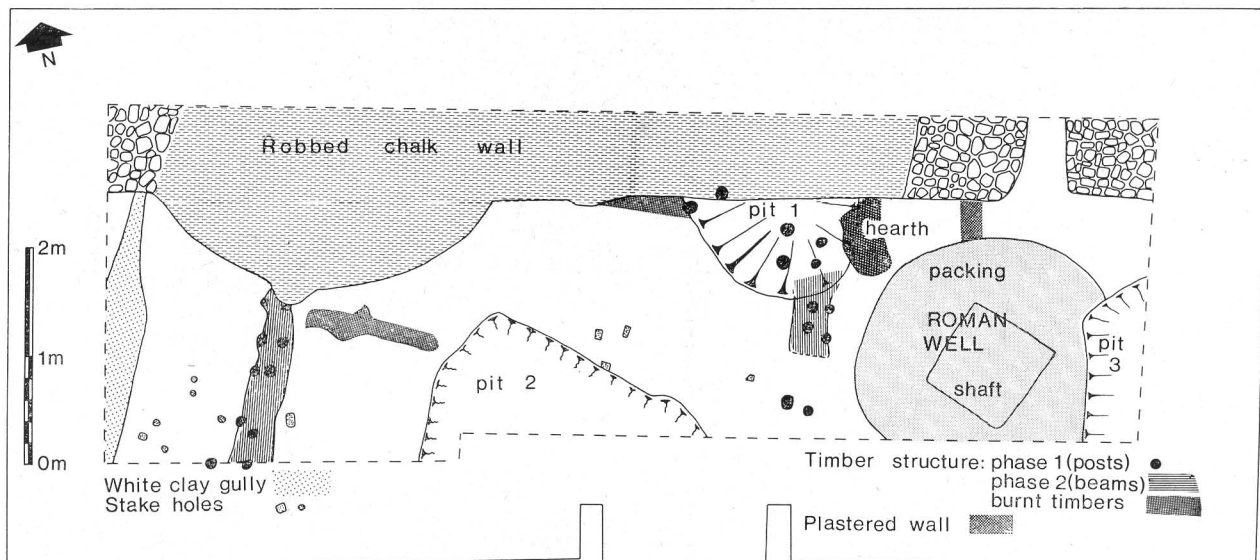 N
Robbed chalk wall
pit 1
hearth
packing
ROMAN
WELL
shaft
pit
3
pit 2
2m
1m
0m
White clay gully
Stake holes
Timber structure: phase 1(posts)
phase 2(beams)
burnt timbers
Plastered wall